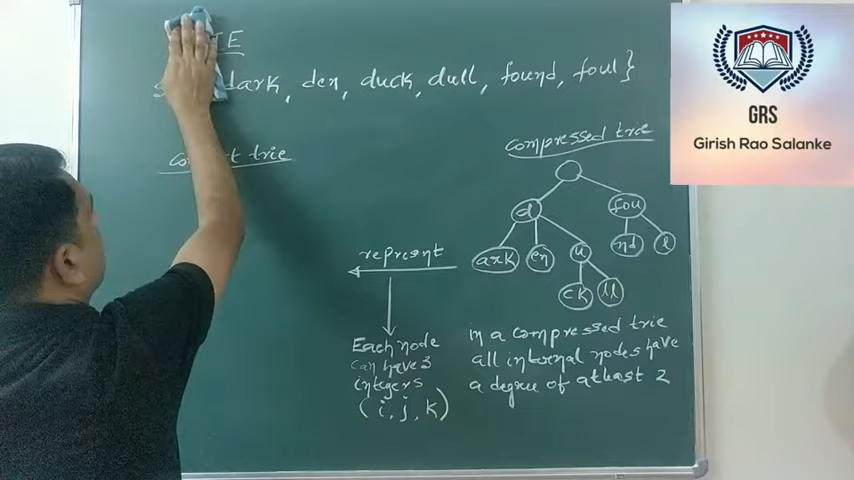 IE
dark, den, duck, dull, found, foul}
trie
compressed trie
d
fou
ark
en
u
nd
l
ck
ll
represent
Each node
can have 3
integers
(i, j, k)
in a compressed trie
all internal nodes have
a degree of atleast 2
GRS
Girish Rao Salanke